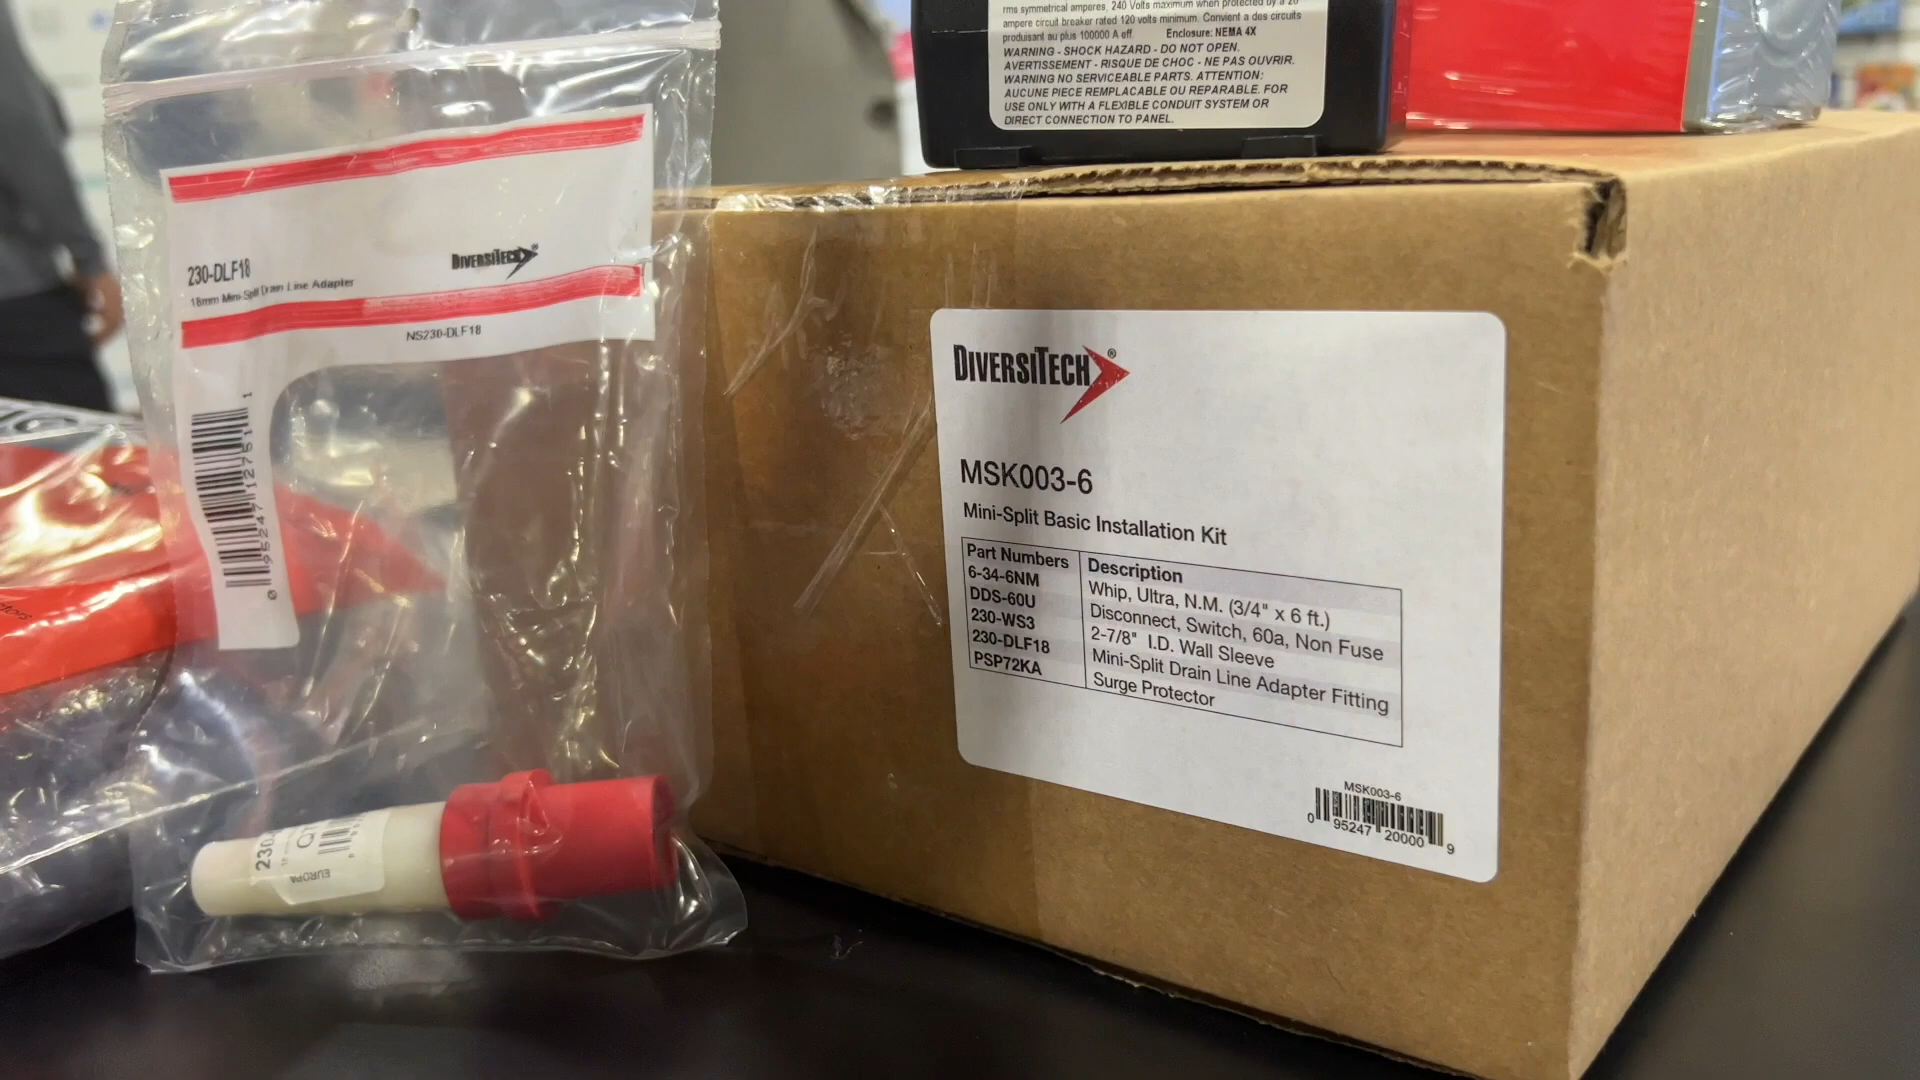 rms symmetrical amperes, 240 Volts maximum when protected by a 20
ampere circuit breaker rated 120 volts minimum. Convient a des circuits
produisant au plus 100000 A eff. Enclosure: NEMA 4X
WARNING - SHOCK HAZARD - DO NOT OPEN.
AVERTISSEMENT - RISQUE DE CHOC - NE PAS OUVRIR.
WARNING NO SERVICEABLE PARTS. ATTENTION:
AUCUNE PIECE REMPLACABLE OU REPARABLE. FOR
USE ONLY WITH A FLEXIBLE CONDUIT SYSTEM OR
DIRECT CONNECTION TO PANEL.
DIVERSITECH®
230-DLF18
18mm Mini-Split Drain Line Adapter
NS230-DLF18
0 95247 12751 1
230
EUROPA
DIVERSITECH®
MSK003-6
Mini-Split Basic Installation Kit
Part Numbers Description
6-34-6NM Whip, Ultra, N.M. (3/4" x 6 ft.)
DDS-60U Disconnect, Switch, 60a, Non Fuse
230-WS3 2-7/8" I.D. Wall Sleeve
230-DLF18 Mini-Split Drain Line Adapter Fitting
PSP72KA Surge Protector
MSK003-6
0 95247 20000 9